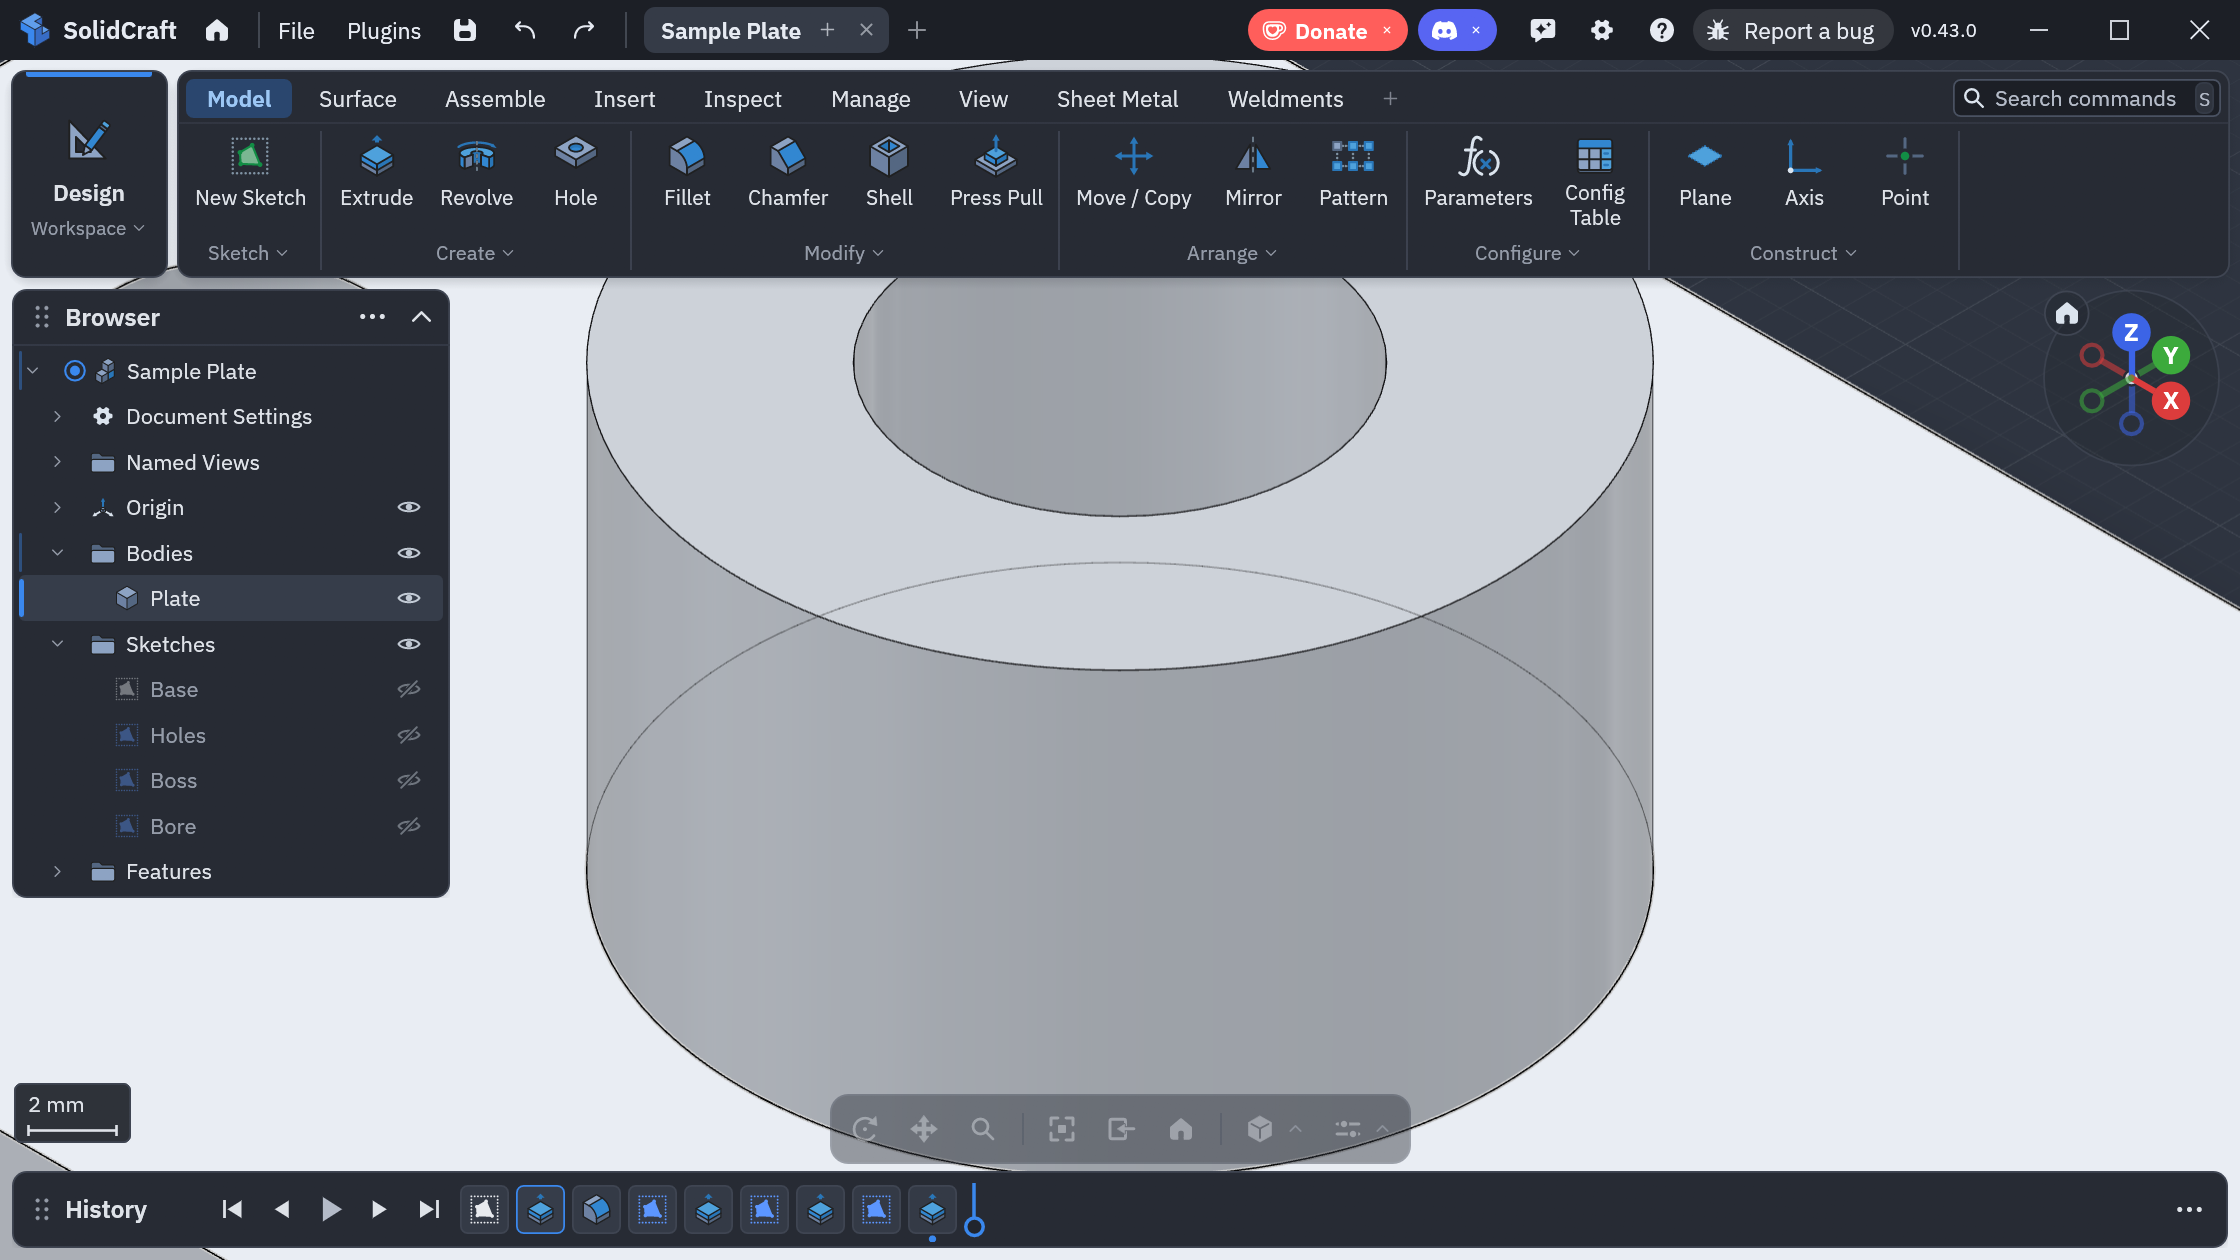 SolidCraft
File
Plugins
Sample Plate
Donate
Report a bug
v0.43.0
Design
Workspace
Model
Surface
Assemble
Insert
Inspect
Manage
View
Sheet Metal
Weldments
Search commands
S
New Sketch
Extrude
Revolve
Hole
Fillet
Chamfer
Shell
Press Pull
Move / Copy
Mirror
Pattern
Parameters
Config
Table
Plane
Axis
Point
Sketch
Create
Modify
Arrange
Configure
Construct
Browser
Sample Plate
Document Settings
Named Views
Origin
Bodies
Plate
Sketches
Base
Holes
Boss
Bore
Features
Z
Y
X
2 mm
History